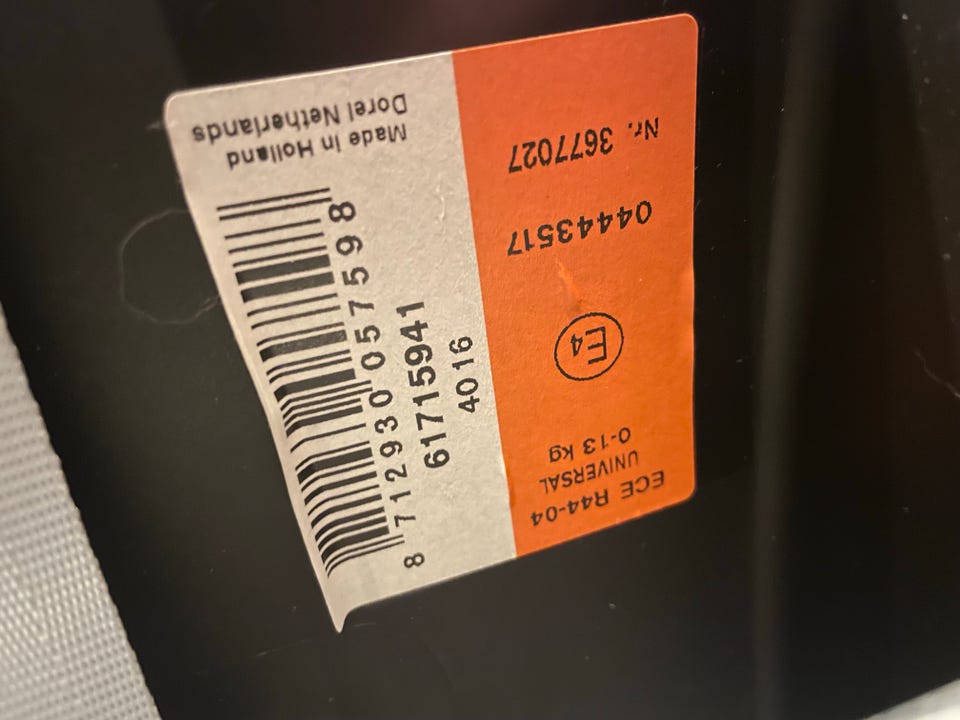 ECE R44-04
UNIVERSAL
0-13 kg
E4
04443517
Nr. 3677027
Dorel Netherlands
Made in Holland
8 712930 057598
61715941
4016